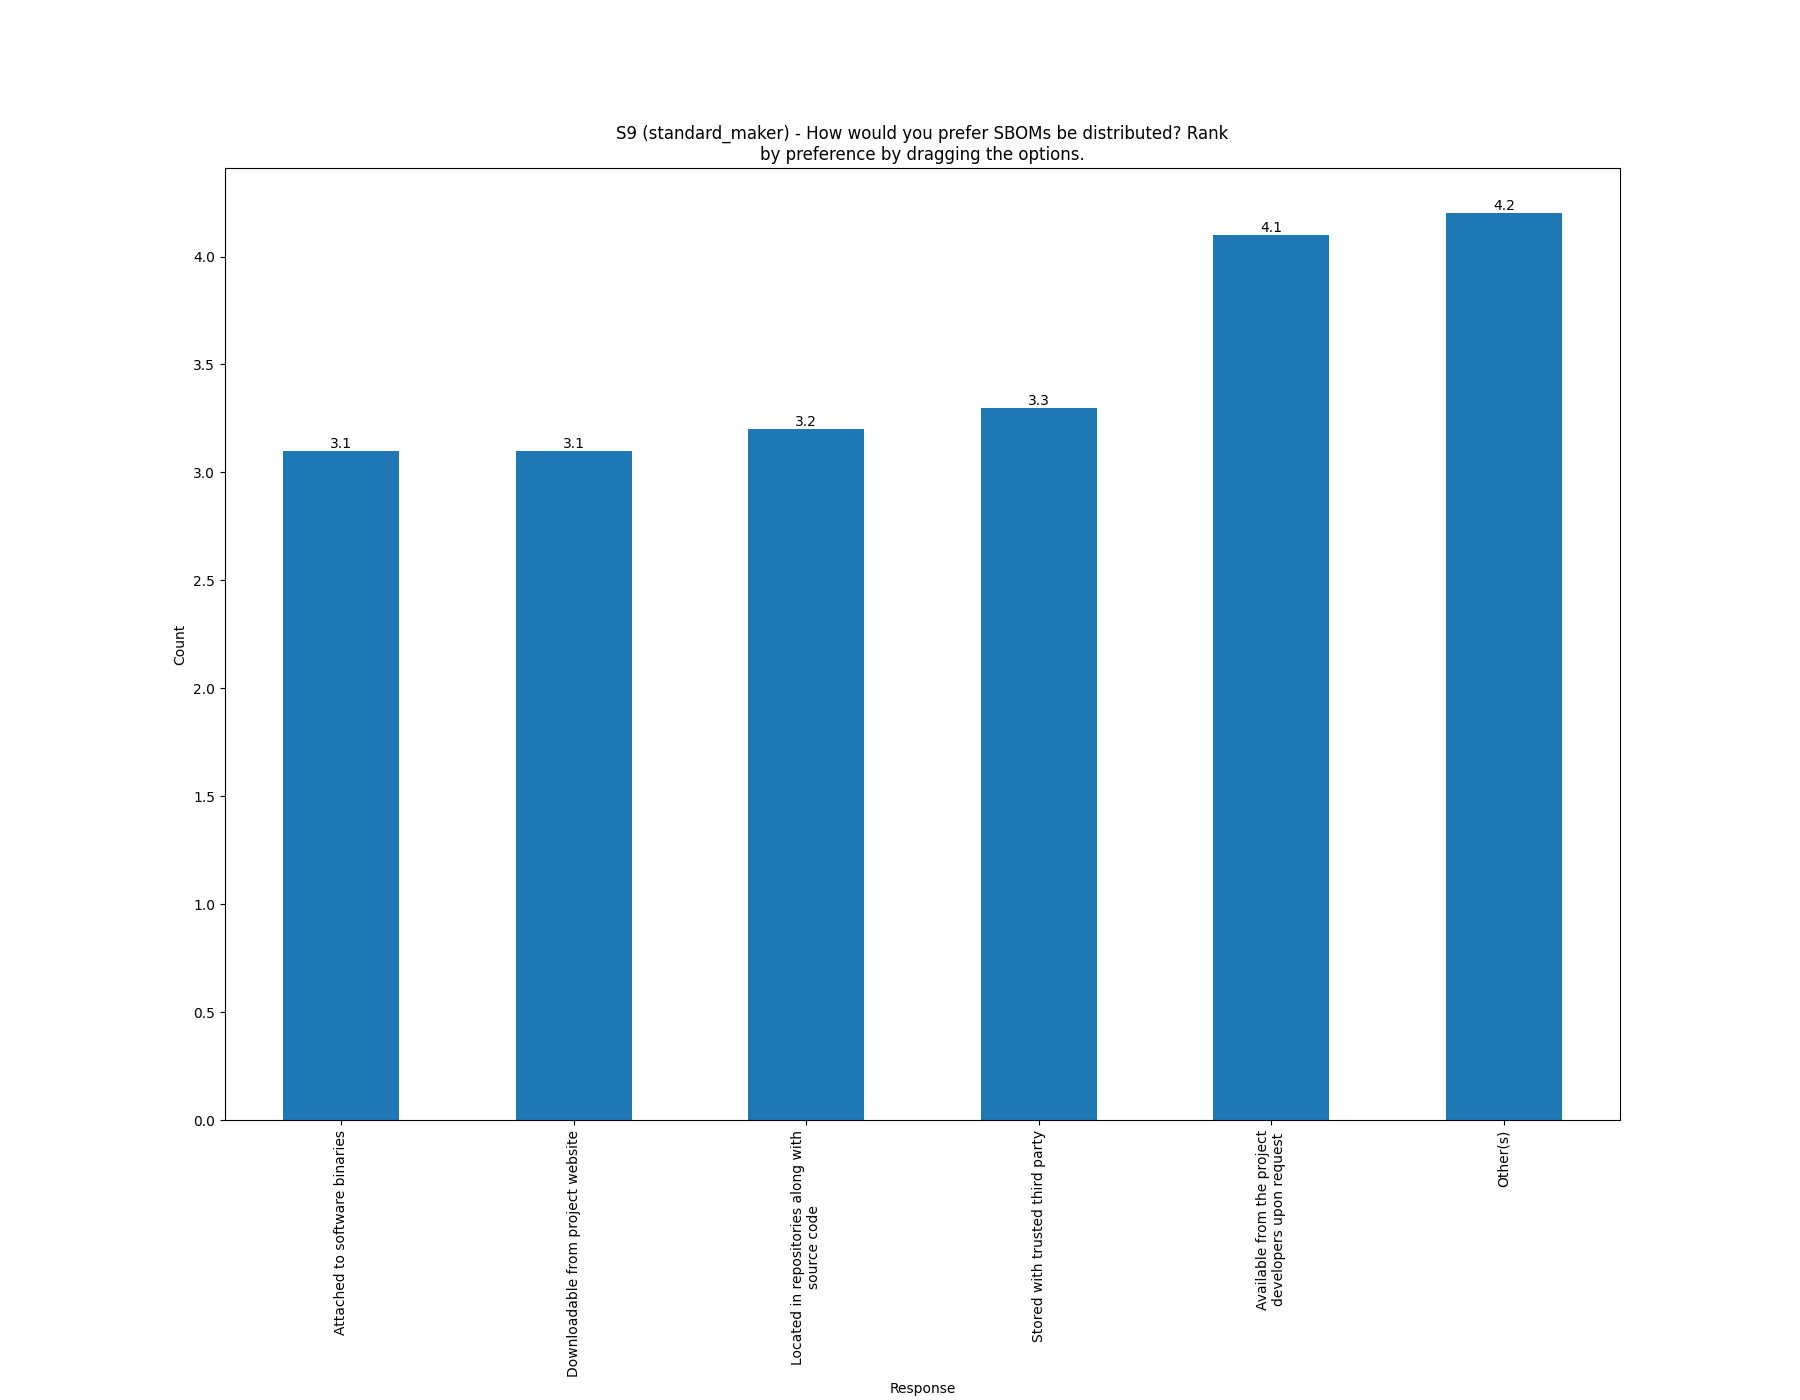 S9 (standard_maker) - How would you prefer SBOMs be distributed? Rank
by preference by dragging the options.
4.2
4.1
3.3
3.2
3.1
3.1
4.0
3.5
3.0
2.5
2.0
1.5
1.0
0.5
0.0
Count
Attached to software binaries
Downloadable from project website
Located in repositories along with
source code
Stored with trusted third party
Available from the project
developers upon request
Other(s)
Response